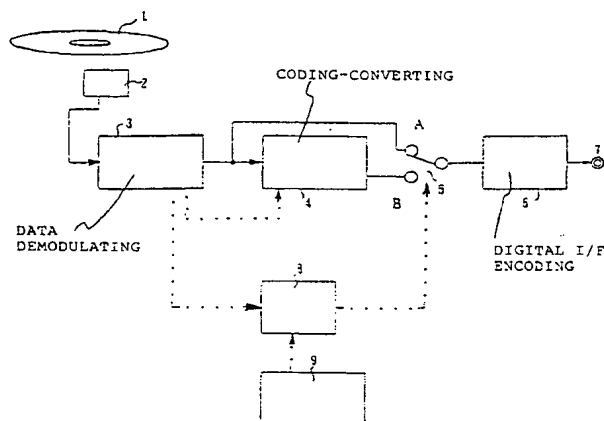 1
2
CODING-CONVERTING
3
A
7
5
4
B
6
DATA
DEMODULATING
DIGITAL I/F
ENCODING
8
9